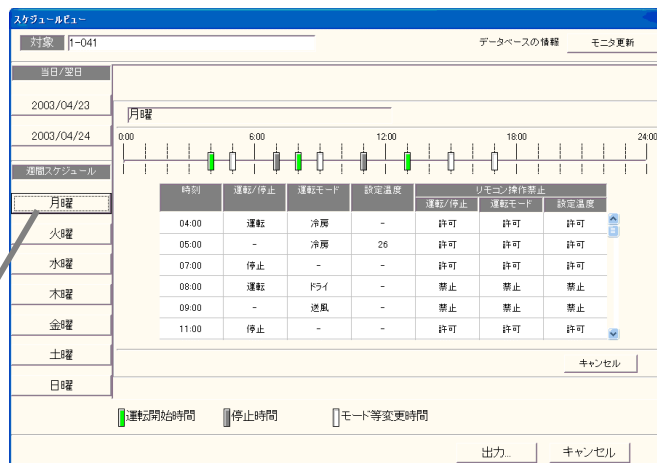 スケジュールビュー
対象 1-041 データベースの情報 モニタ更新
当日/翌日
2003/04/23
2003/04/24
週間スケジュール
月曜
火曜
水曜
木曜
金曜
土曜
日曜
月曜
0:00 6:00 12:00 18:00 24:00
時刻 運転/停止 運転モード 設定温度 リモコン操作禁止
運転/停止 運転モード 設定温度
04:00 運転 冷房 - 許可 許可 許可
05:00 - 冷房 26 許可 許可 許可
07:00 停止 - - 許可 許可 許可
08:00 運転 ドライ - 禁止 禁止 禁止
09:00 - 送風 - 禁止 禁止 禁止
11:00 停止 - - 許可 許可 許可
キャンセル
運転開始時間 停止時間 モード等変更時間
出力... キャンセル